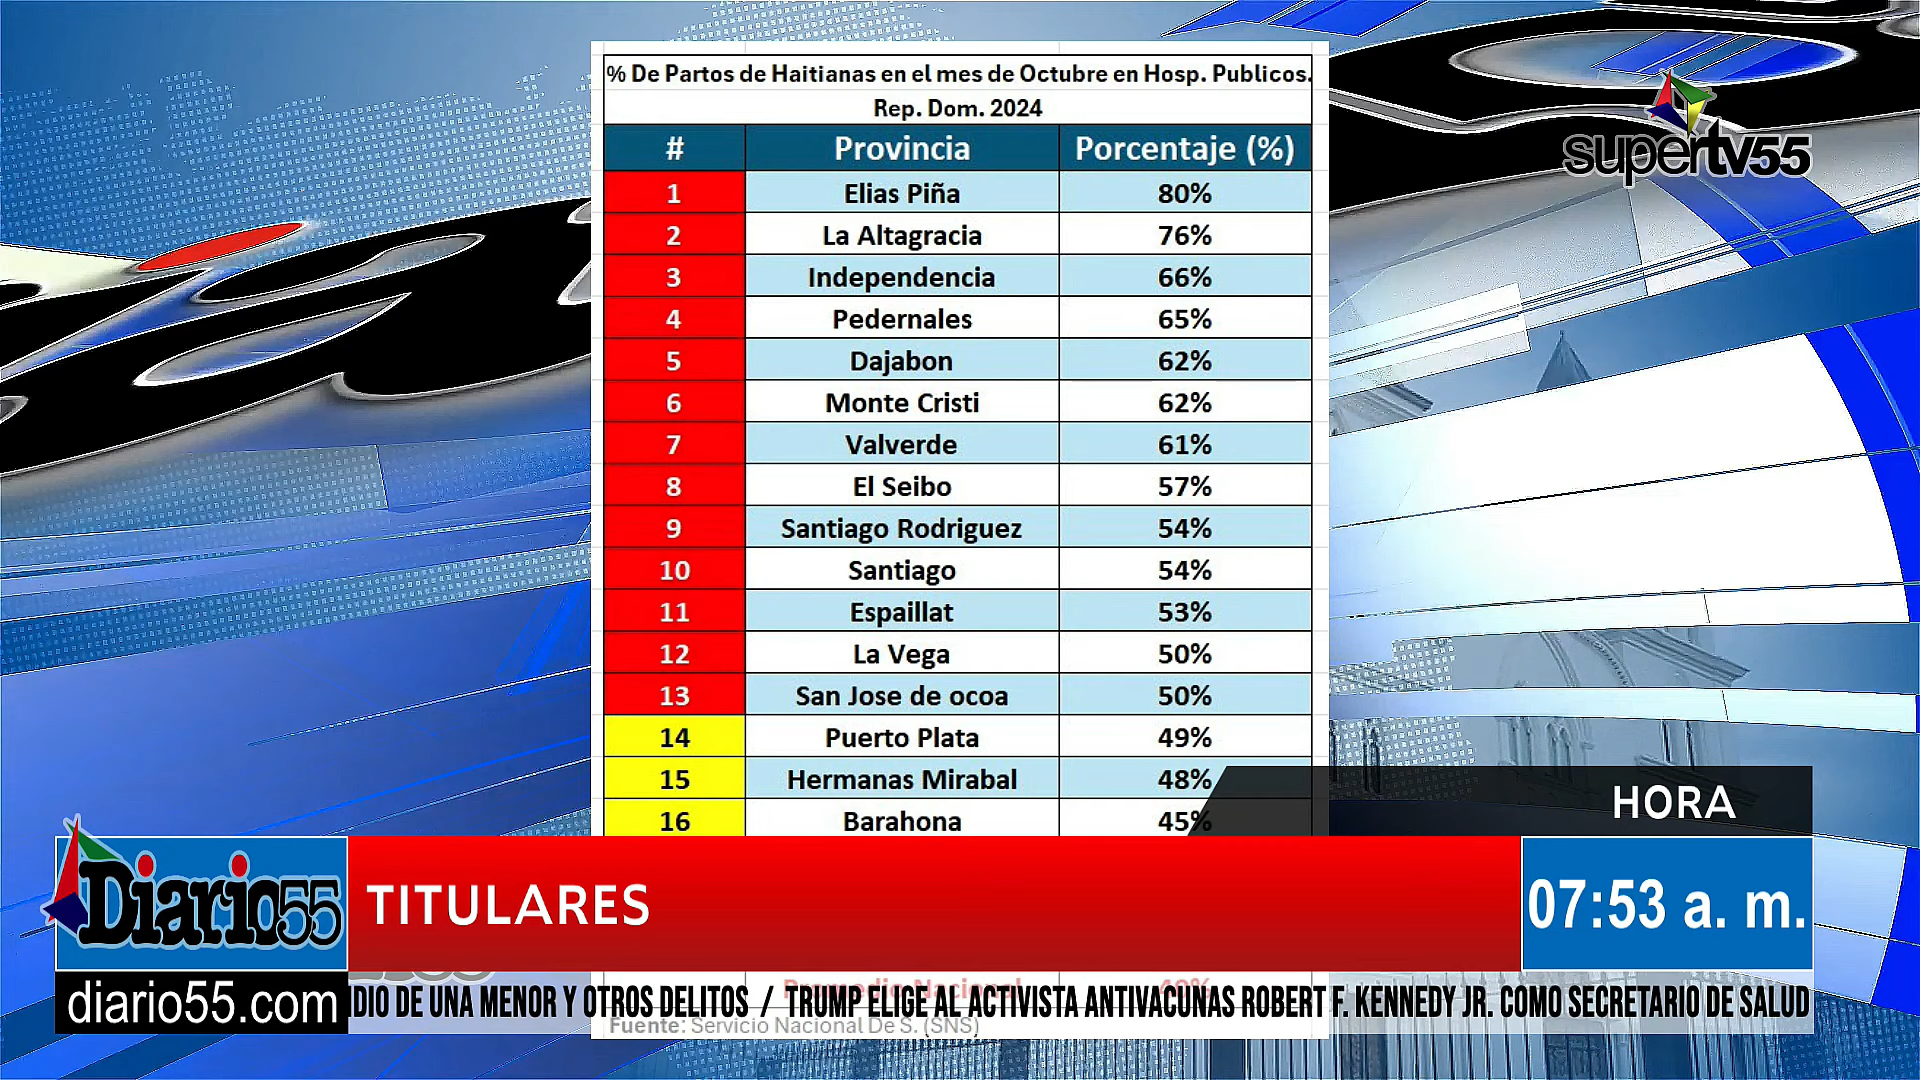 % De Partos de Haitianas en el mes de Octubre en Hosp. Publicos.
Rep. Dom. 2024
# Provincia Porcentaje (%)
1 Elias Piña 80%
2 La Altagracia 76%
3 Independencia 66%
4 Pedernales 65%
5 Dajabon 62%
6 Monte Cristi 62%
7 Valverde 61%
8 El Seibo 57%
9 Santiago Rodriguez 54%
10 Santiago 54%
11 Espaillat 53%
12 La Vega 50%
13 San Jose de ocoa 50%
14 Puerto Plata 49%
15 Hermanas Mirabal 48%
16 Barahona 45%
supertv55
HORA
Diario55
TITULARES
07:53 a. m.
Promedio Nacional
diario55.com
DIO DE UNA MENOR Y OTROS DELITOS / TRUMP ELIGE AL ACTIVISTA ANTIVACUNAS ROBERT F. KENNEDY JR. COMO SECRETARIO DE SALUD
Fuente: Servicio Nacional De S. (SNS)